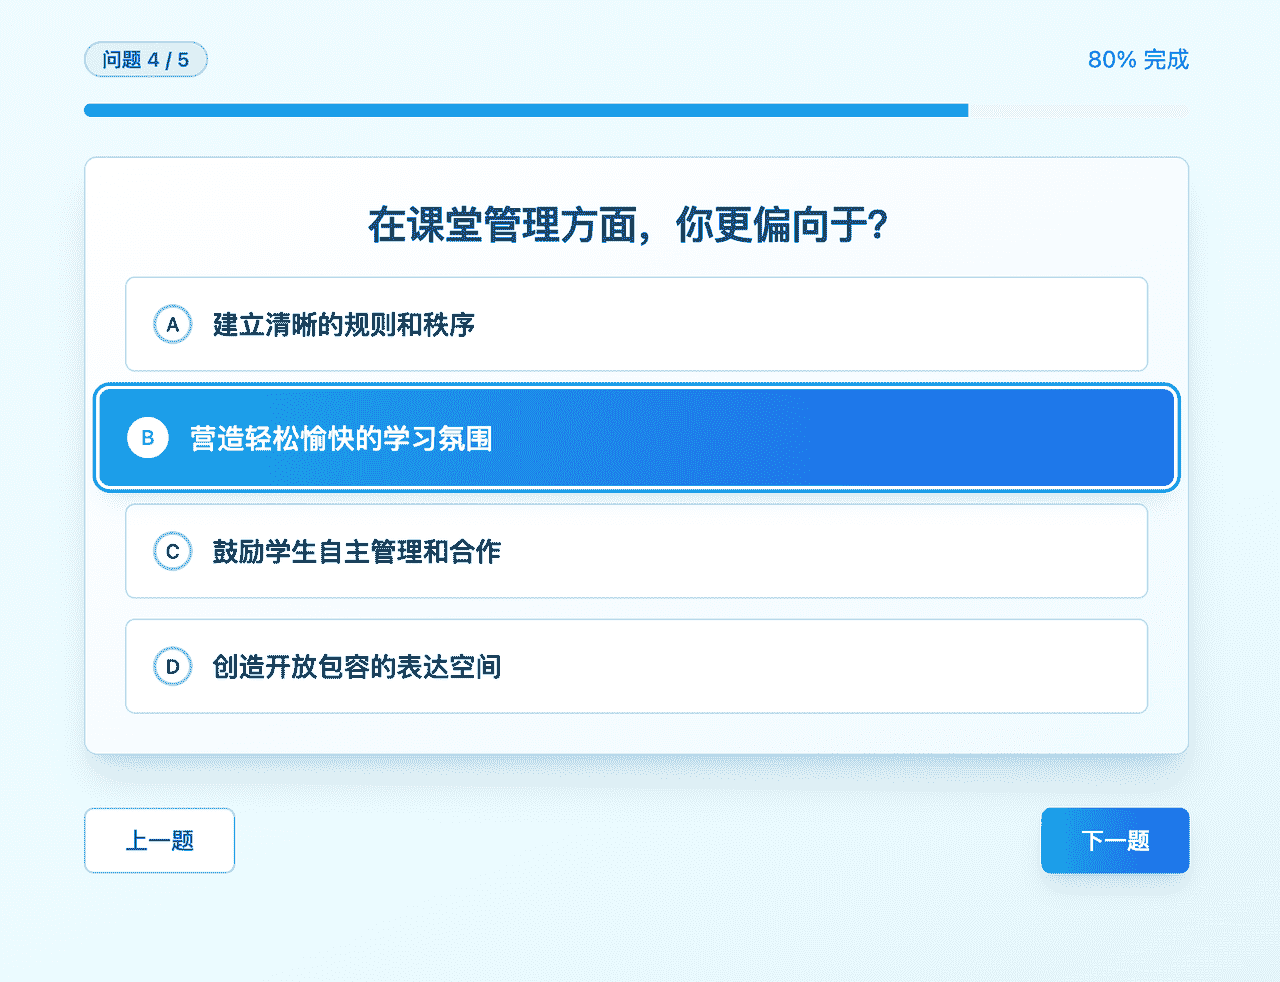 问题 4 / 5
80% 完成
在课堂管理方面，你更偏向于？
A 建立清晰的规则和秩序
B 营造轻松愉快的学习氛围
C 鼓励学生自主管理和合作
D 创造开放包容的表达空间
上一题
下一题